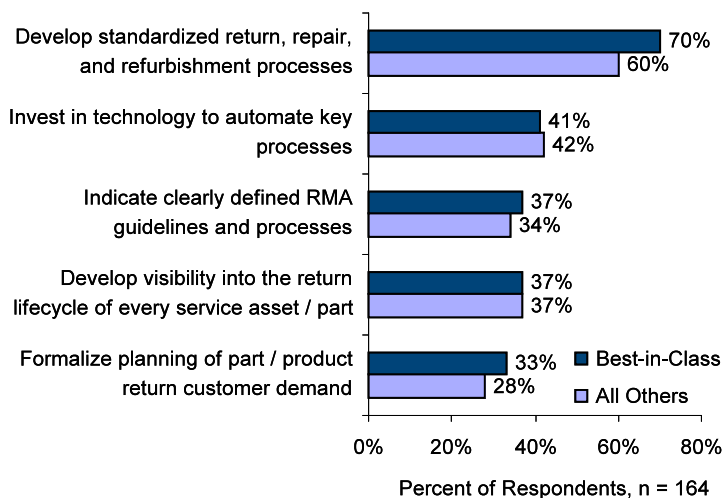 Develop standardized return, repair,
and refurbishment processes
70%
60%
Invest in technology to automate key
processes
41%
42%
Indicate clearly defined RMA
guidelines and processes
37%
34%
Develop visibility into the return
lifecycle of every service asset / part
37%
37%
Formalize planning of part / product
return customer demand
33%
28%
Best-in-Class
All Others
0% 20% 40% 60% 80%
Percent of Respondents, n = 164